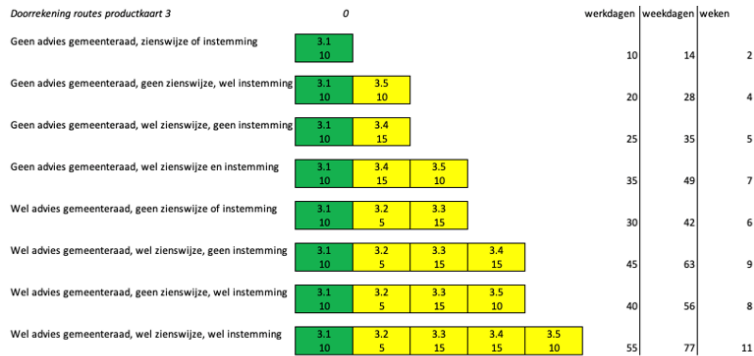 Doorrekening routes productkaart 3 0 werkdagen weekdagen weken
Geen advies gemeenteraad, zienswijze of instemming 3.1
10 10 14 2
Geen advies gemeenteraad, geen zienswijze, wel instemming 3.1 3.5
10 10 20 28 4
Geen advies gemeenteraad, wel zienswijze, geen instemming 3.1 3.4
10 15 25 35 5
Geen advies gemeenteraad, wel zienswijze en instemming 3.1 3.4 3.5
10 15 10 35 49 7
Wel advies gemeenteraad, geen zienswijze of instemming 3.1 3.2 3.3
10 5 15 30 42 6
Wel advies gemeenteraad, wel zienswijze, geen instemming 3.1 3.2 3.3 3.4
10 5 15 15 45 63 9
Wel advies gemeenteraad, geen zienswijze, wel instemming 3.1 3.2 3.3 3.5
10 5 15 10 40 56 8
Wel advies gemeenteraad, wel zienswijze, wel instemming 3.1 3.2 3.3 3.4 3.5
10 5 15 15 10 55 77 11